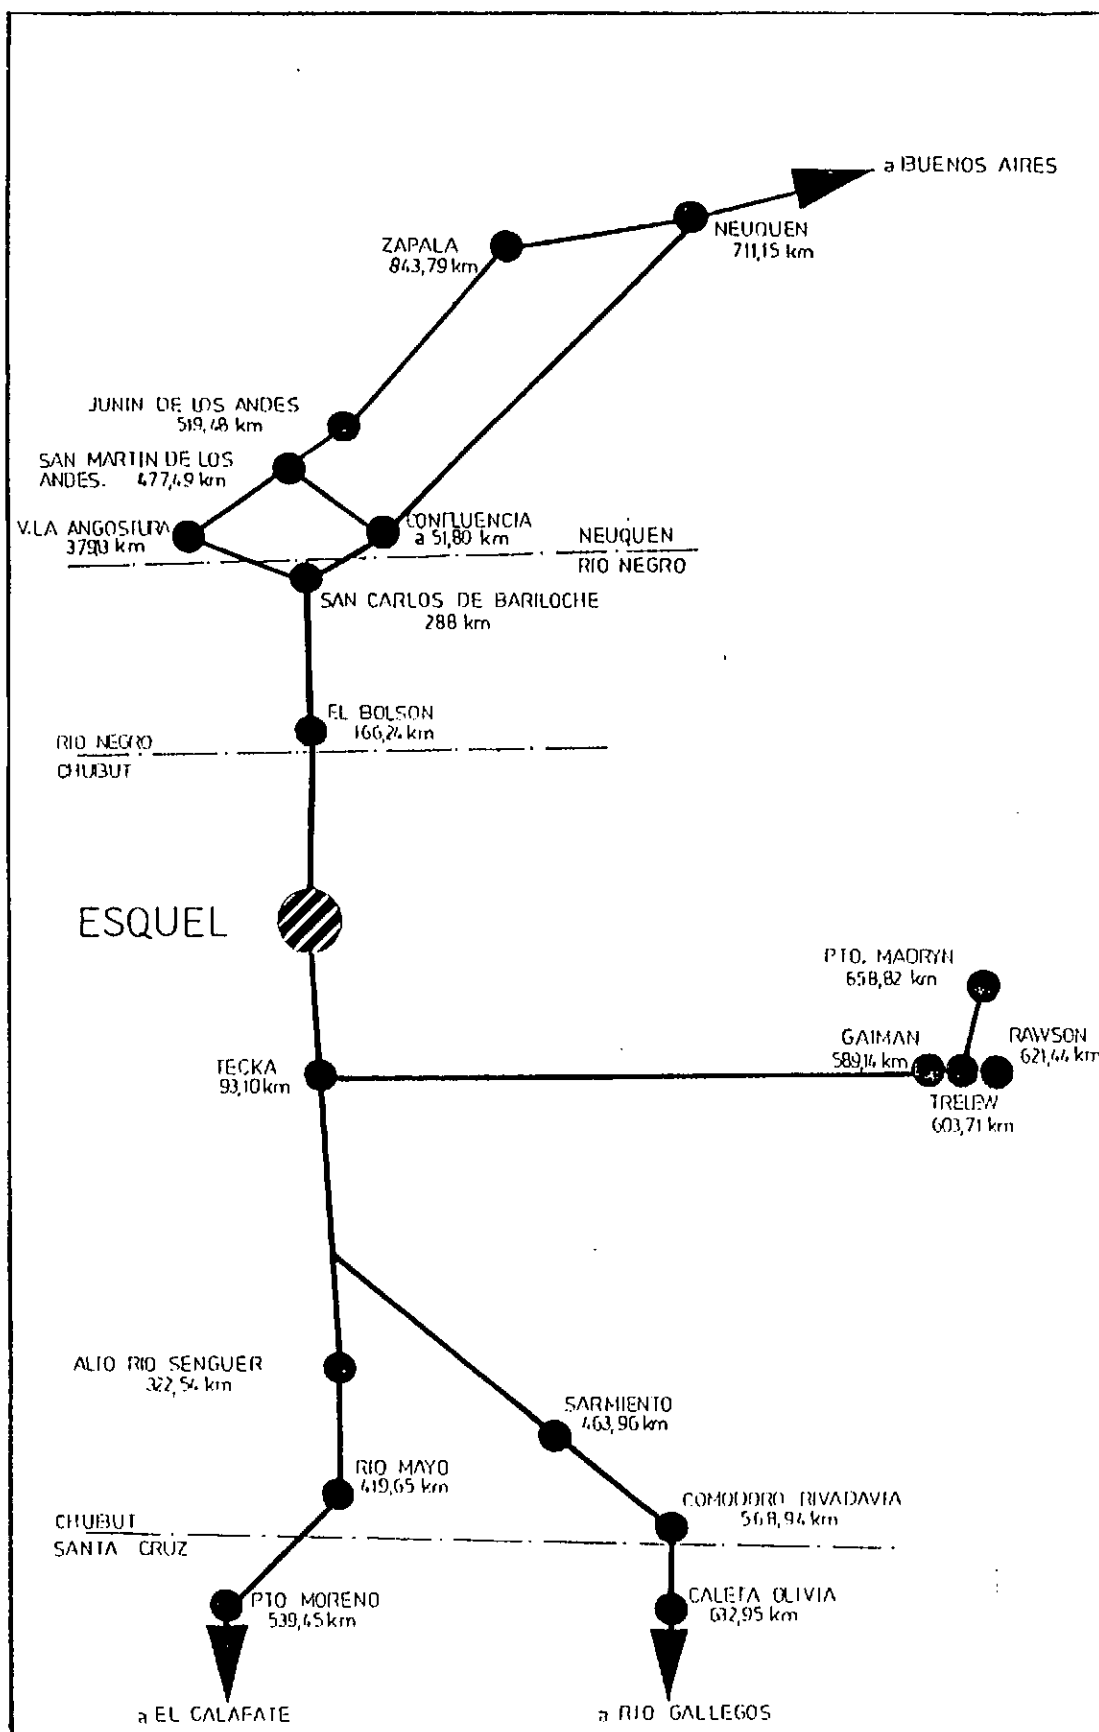 a BUENOS AIRES
NEUQUEN
711,15 km
ZAPALA
843,79 km
JUNIN DE LOS ANDES
519,48 km
SAN MARTIN DE LOS
ANDES. 477,49 km
V. LA ANGOSTURA
379,13 km
CONFLUENCIA
a 51,80 km
NEUQUEN
RIO NEGRO
SAN CARLOS DE BARILOCHE
288 km
EL BOLSON
166,24 km
RIO NEGRO
CHUBUT
ESQUEL
PTO. MADRYN
658,82 km
GAIMAN
589,14 km
RAWSON
621,44 km
TECKA
93,10 km
TRELEW
603,71 km
ALTO RIO SENGUER
322,54 km
SARMIENTO
463,96 km
RIO MAYO
419,65 km
COMODORO RIVADAVIA
568,94 km
CHUBUT
SANTA CRUZ
PTO MORENO
539,45 km
CALETA OLIVIA
632,95 km
a EL CALAFATE
a RIO GALLEGOS